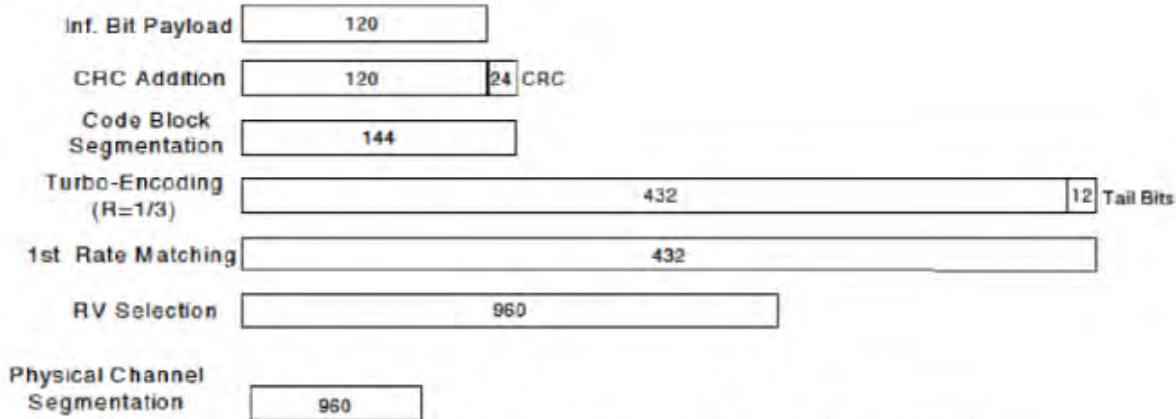 Inf. Bit Payload 120
CRC Addition 120 24 CRC
Code Block
Segmentation 144
Turbo-Encoding
(R=1/3) 432 12 Tail Bits
1st Rate Matching 432
RV Selection 960
Physical Channel
Segmentation 960